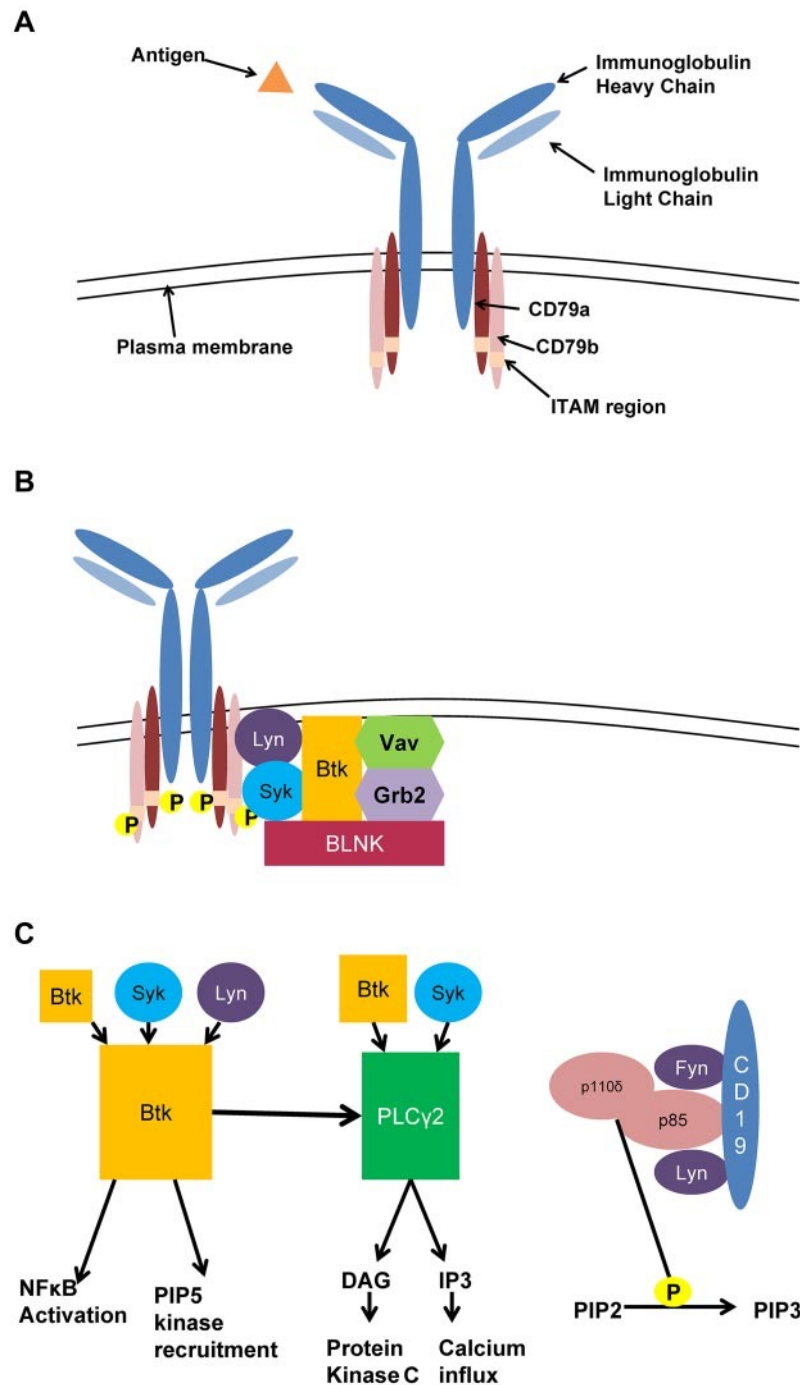 A
Antigen
Immunoglobulin
Heavy Chain
Immunoglobulin
Light Chain
CD79a
Plasma membrane
CD79b
ITAM region
B
Lyn
Vav
Btk
Syk
Grb2
P
P
P
P
BLNK
C
Btk
Syk
Lyn
Btk
Syk
Btk
PLCγ2
p110δ
Fyn
p85
Lyn
CD19
NFκB
Activation
PIP5
kinase
recruitment
DAG
IP3
Protein
Kinase C
Calcium
influx
P
PIP2
PIP3